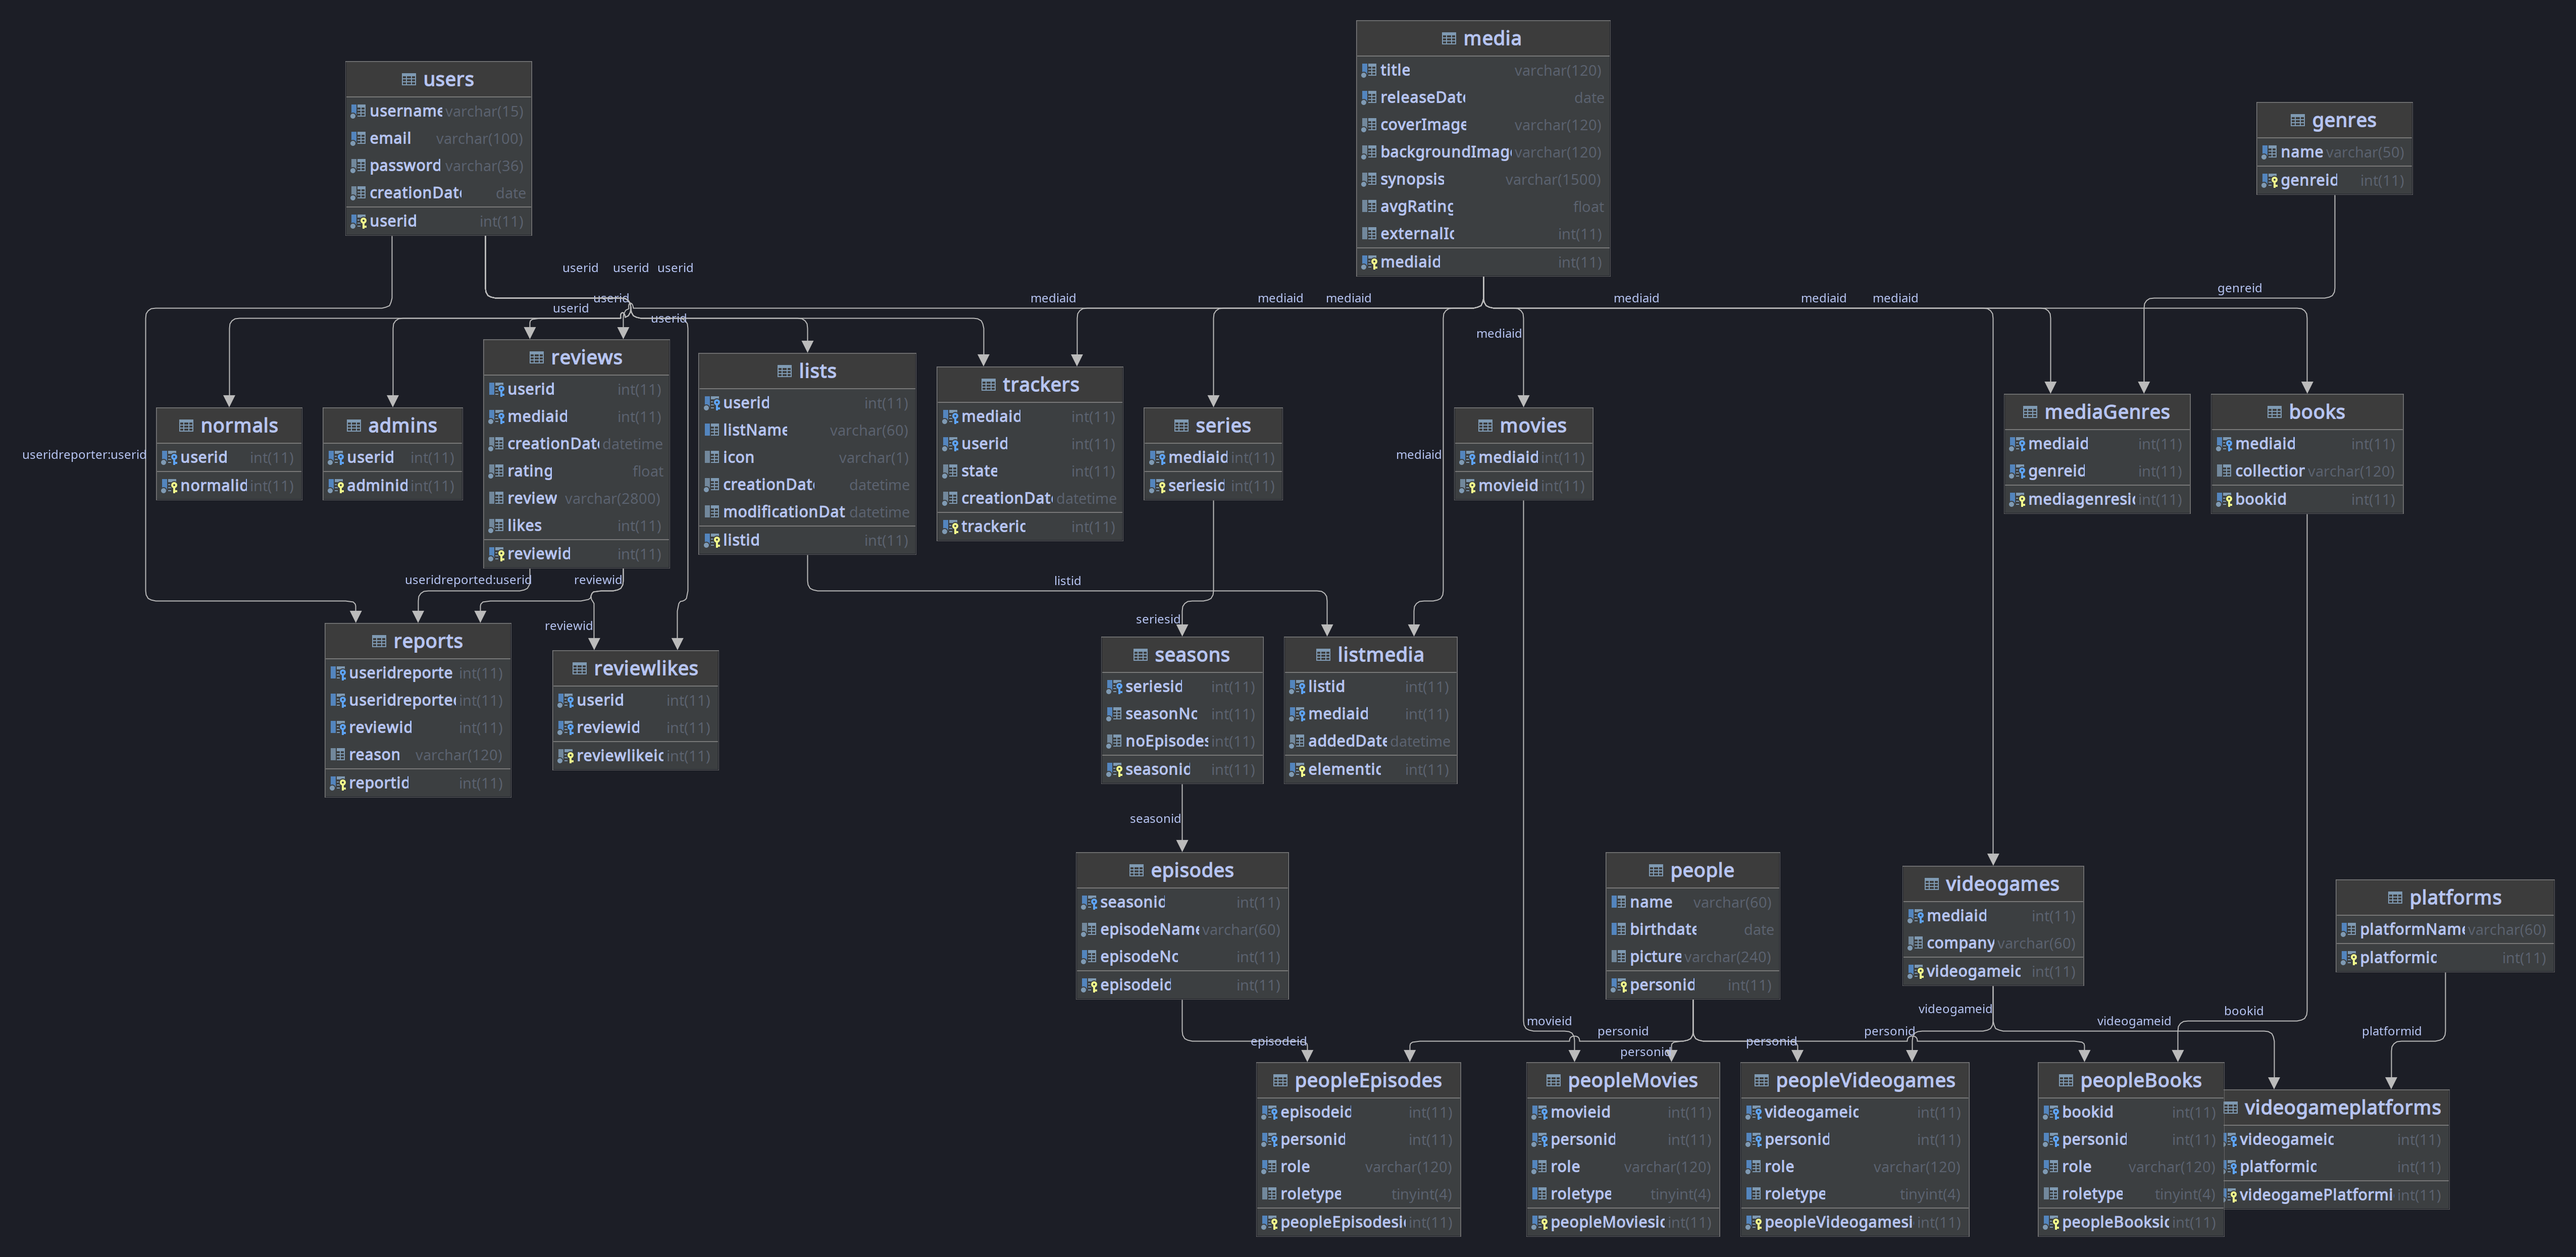 media
title varchar(120)
releaseDat date
coverImage varchar(120)
backgroundImag varchar(120)
synopsis varchar(1500)
avgRating float
externalId int(11)
mediaid int(11)
users
username varchar(15)
email varchar(100)
password varchar(36)
creationDat date
userid int(11)
genres
name varchar(50)
genreid int(11)
userid userid userid
userid
userid
userid
mediaid mediaid mediaid mediaid mediaid mediaid
mediaid
mediaid
genreid
useridreporter:userid
normals
userid int(11)
normalid int(11)
admins
userid int(11)
adminid int(11)
reviews
userid int(11)
mediaid int(11)
creationDat datetime
rating float
review varchar(2800)
likes int(11)
reviewid int(11)
lists
userid int(11)
listName varchar(60)
icon varchar(1)
creationDat datetime
modificationDat datetime
listid int(11)
trackers
mediaid int(11)
userid int(11)
state int(11)
creationDat datetime
trackeric int(11)
series
mediaid int(11)
seriesid int(11)
movies
mediaid int(11)
movieid int(11)
mediaGenres
mediaid int(11)
genreid int(11)
mediagenresic int(11)
books
mediaid int(11)
collection varchar(120)
bookid int(11)
useridreported:userid
reviewid
reviewid
listid
seriesid
reports
useridreporte int(11)
useridreported int(11)
reviewid int(11)
reason varchar(120)
reportid int(11)
reviewlikes
userid int(11)
reviewid int(11)
reviewlikeic int(11)
seasons
seriesid int(11)
seasonNo int(11)
noEpisodes int(11)
seasonid int(11)
listmedia
listid int(11)
mediaid int(11)
addedDate datetime
elementic int(11)
seasonid
episodes
seasonid int(11)
episodeName varchar(60)
episodeNo int(11)
episodeid int(11)
people
name varchar(60)
birthdate date
picture varchar(240)
personid int(11)
videogames
mediaid int(11)
company varchar(60)
videogameic int(11)
platforms
platformName varchar(60)
platformic int(11)
episodeid
movieid
personid
personid
personid
personid
videogameid
videogameid
bookid
platformid
peopleEpisodes
episodeid int(11)
personid int(11)
role varchar(120)
roletype tinyint(4)
peopleEpisodesi int(11)
peopleMovies
movieid int(11)
personid int(11)
role varchar(120)
roletype tinyint(4)
peopleMoviesic int(11)
peopleVideogames
videogameic int(11)
personid int(11)
role varchar(120)
roletype tinyint(4)
peopleVideogamesi int(11)
peopleBooks
bookid int(11)
personid int(11)
role varchar(120)
roletype tinyint(4)
peopleBooksic int(11)
videogameplatforms
videogameic int(11)
platformic int(11)
videogamePlatformi int(11)